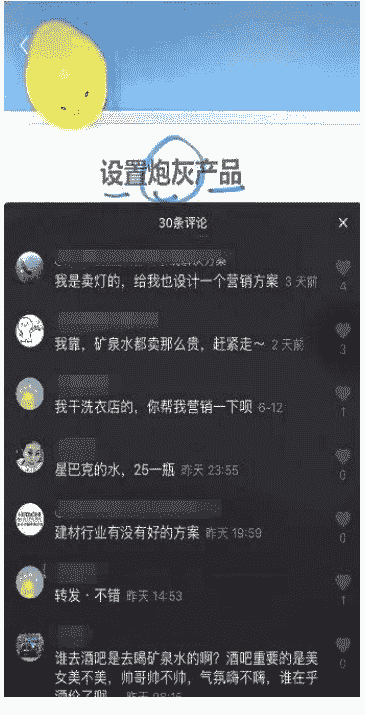 设置炮灰产品
30条评论
我是卖灯的，给我也设计一个营销方案 3天前
4
我靠，矿泉水都卖那么贵，赶紧走～ 2天前
3
我干洗衣店的，你帮我营销一下呗 6-12
1
星巴克的水，25一瓶 昨天 23:55
0
建材行业有没有好的方案 昨天 19:59
0
转发·不错 昨天 14:53
1
谁去酒吧是去喝矿泉水的啊？酒吧重要的是美
女美不美，帅哥帅不帅，气氛嗨不嗨，谁在乎
0